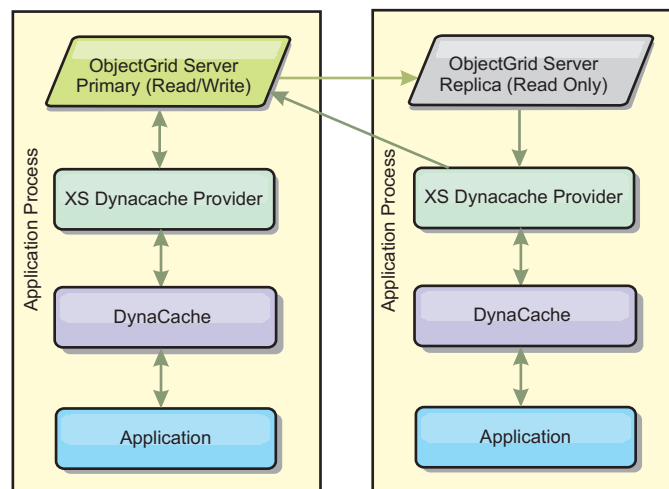 ObjectGrid Server
Primary (Read/Write)
XS Dynacache Provider
DynaCache
Application
Application Process
ObjectGrid Server
Replica (Read Only)
XS Dynacache Provider
DynaCache
Application
Application Process